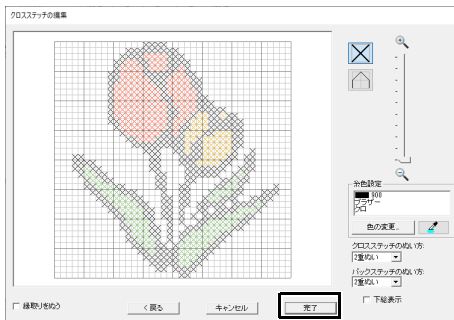 クロスステッチの編集
糸色設定
900
ブラザー
クロ
色の変更...
クロスステッチのぬい方:
2重ぬい
バックステッチのぬい方:
2重ぬい
下絵表示
縁取りをぬう
< 戻る
キャンセル
完了